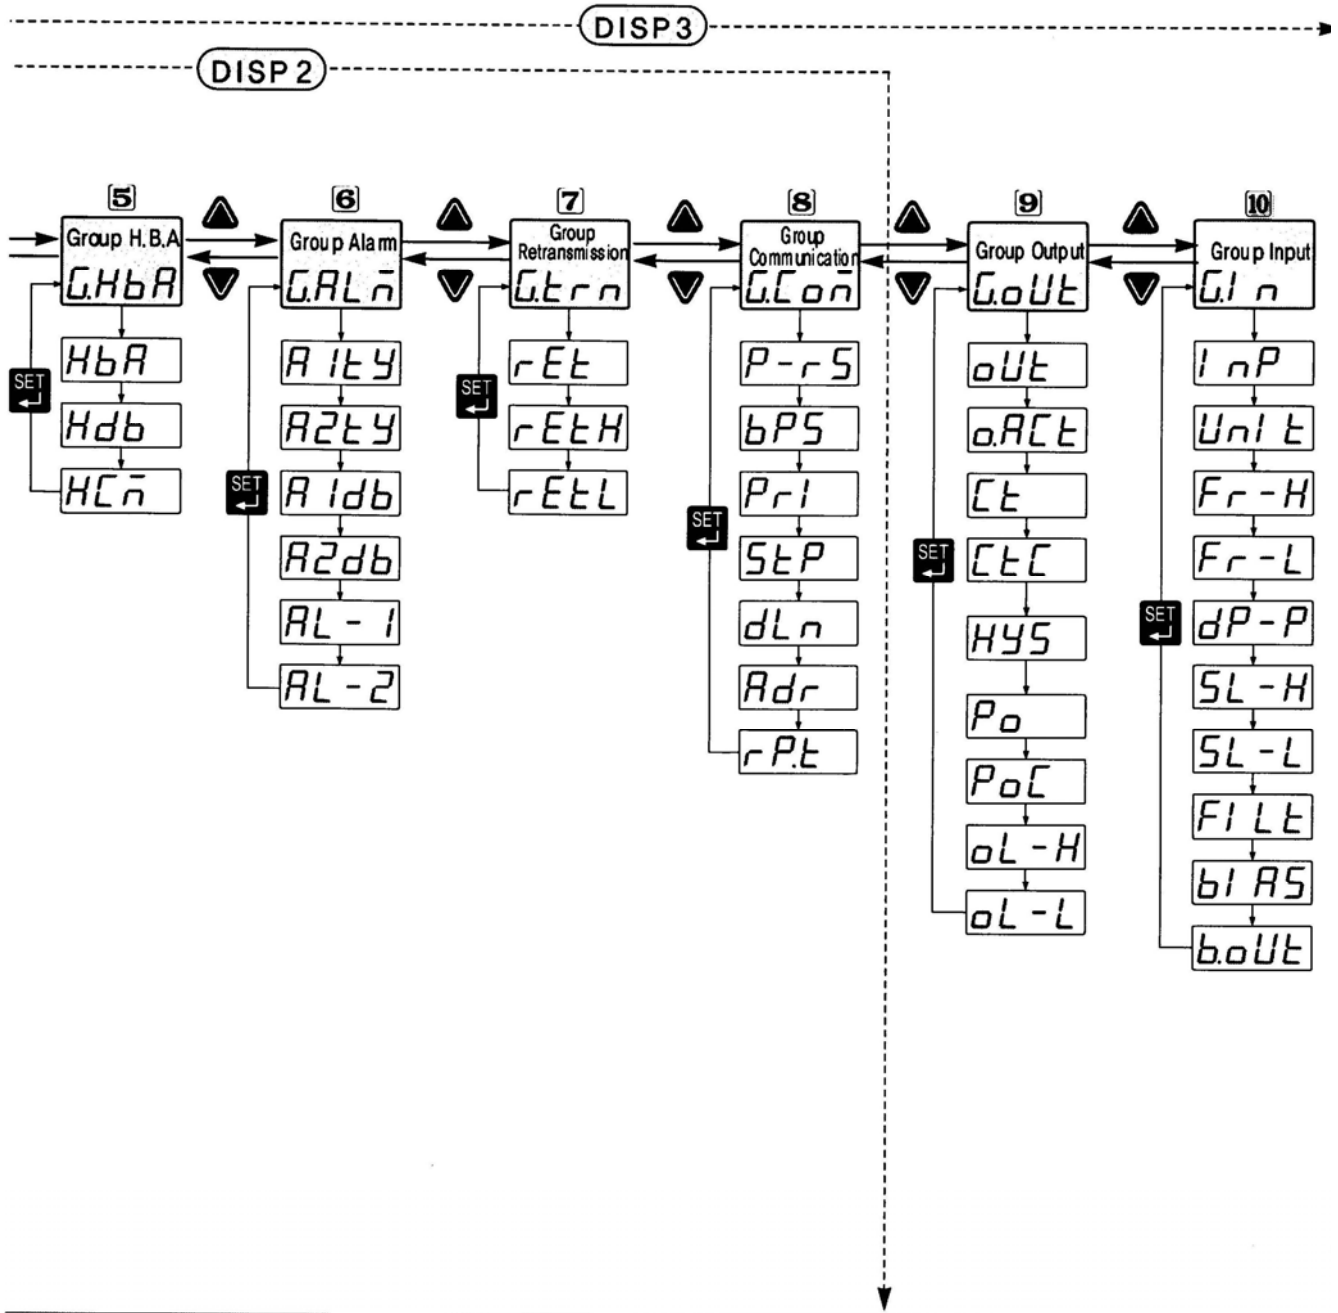 DISP3
DISP2
5
Group H.B.A
G.HbA
HbA
Hdb
HCm
SET
6
Group Alarm
G.ALm
A1tY
A2tY
A1db
A2db
AL-1
AL-2
SET
7
Group
Retransmission
G.trn
rEt
rEtH
rEtL
SET
8
Group
Communication
G.Com
P-rS
bPS
PrI
StP
dLn
Adr
rP.t
SET
9
Group Output
G.oUt
oUt
o.ACt
Ct
CtC
HYS
Po
PoC
oL-H
oL-L
SET
10
Group Input
G.In
InP
UnIt
Fr-H
Fr-L
dP-P
SL-H
SL-L
FILt
bIAS
b.oUt
SET